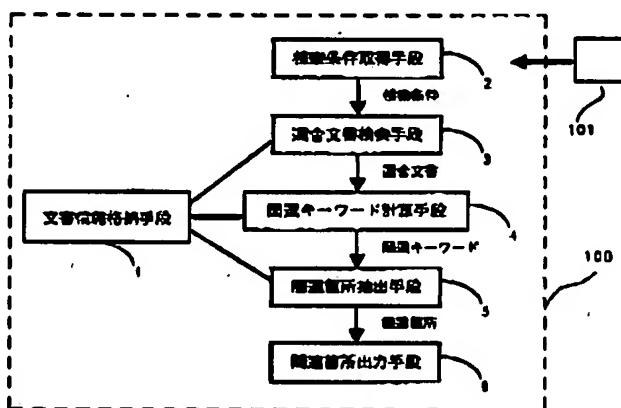 検索条件取得手段
2
検索条件
101
適合文書検索手段
3
適合文書
文書情報格納手段
1
関連キーワード計算手段
4
関連キーワード
100
関連箇所抽出手段
5
関連箇所
関連箇所出力手段
6